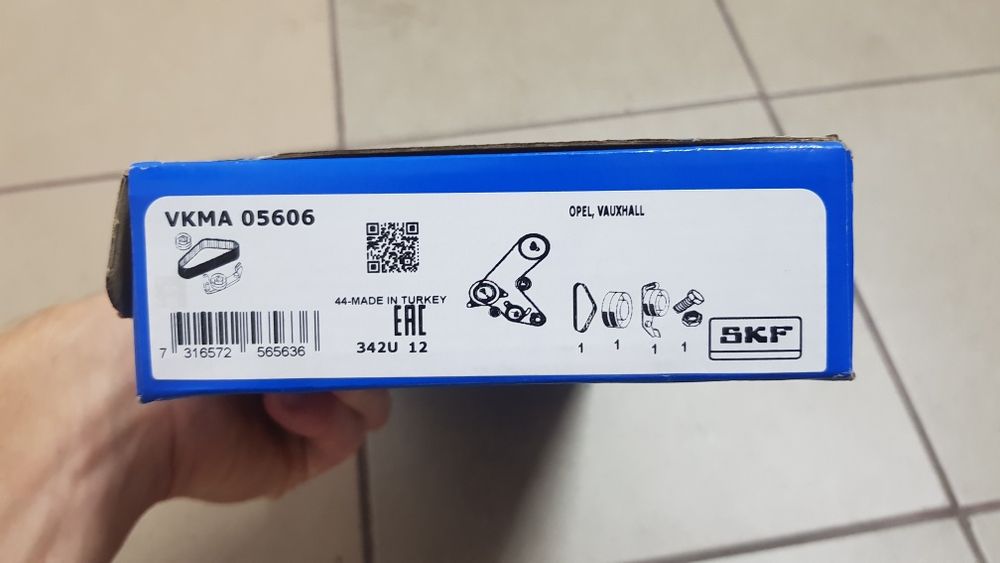 VKMA 05606
OPEL, VAUXHALL
44-MADE IN TURKEY
EAC
342U 12
7 316572 565636
1 1 1 1
SKF